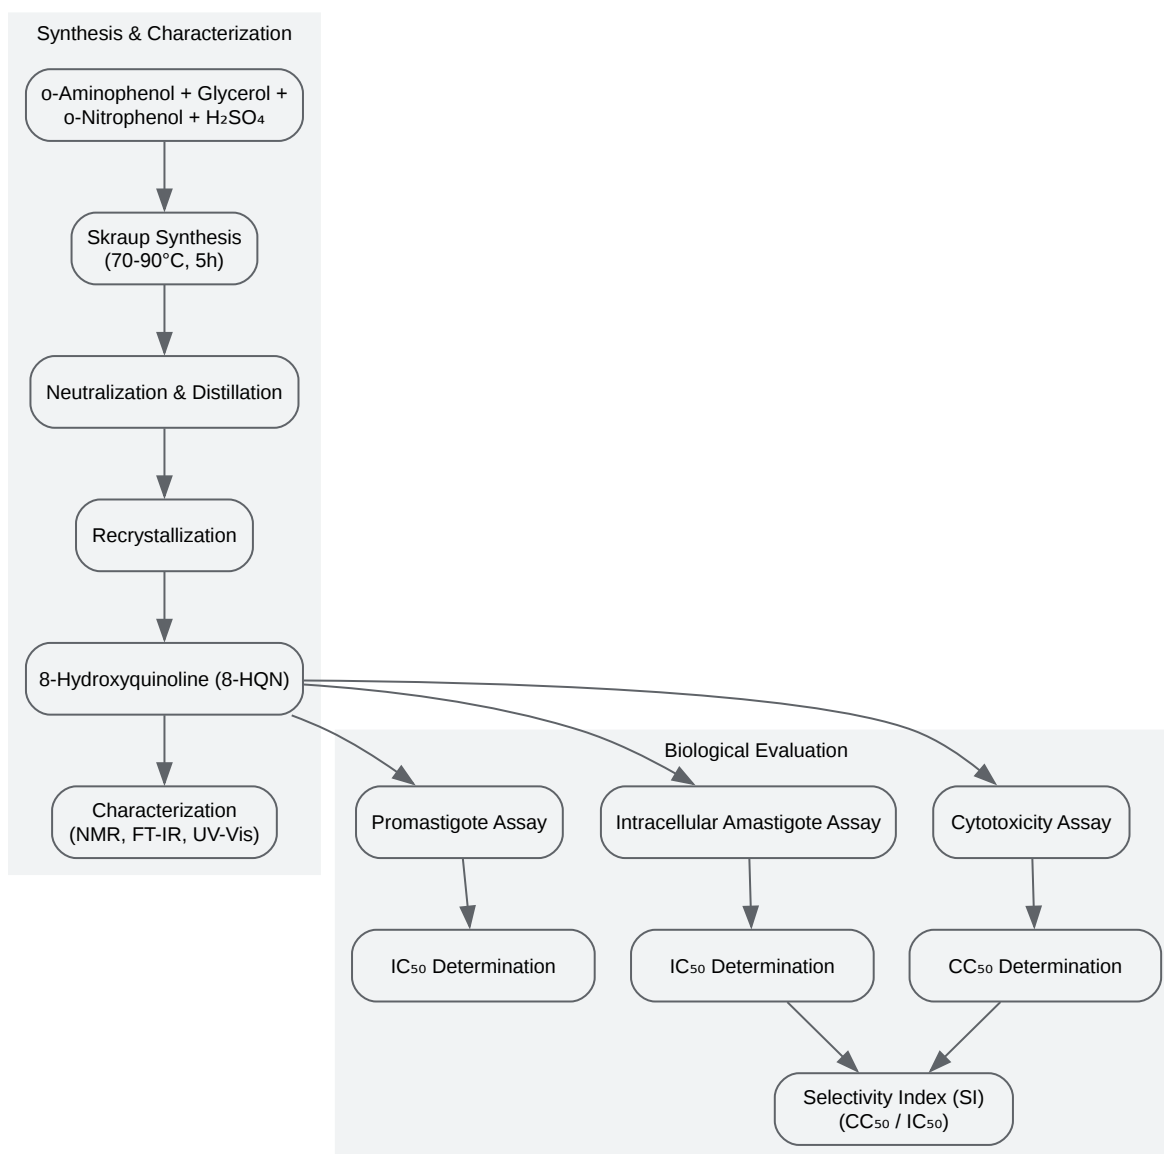 Synthesis & Characterization
o-Aminophenol + Glycerol +
o-Nitrophenol + H₂SO₄
Skraup Synthesis
(70-90°C, 5h)
Neutralization & Distillation
Recrystallization
8-Hydroxyquinoline (8-HQN)
Characterization
(NMR, FT-IR, UV-Vis)
Biological Evaluation
Promastigote Assay
Intracellular Amastigote Assay
Cytotoxicity Assay
IC₅₀ Determination
IC₅₀ Determination
CC₅₀ Determination
Selectivity Index (SI)
(CC₅₀ / IC₅₀)